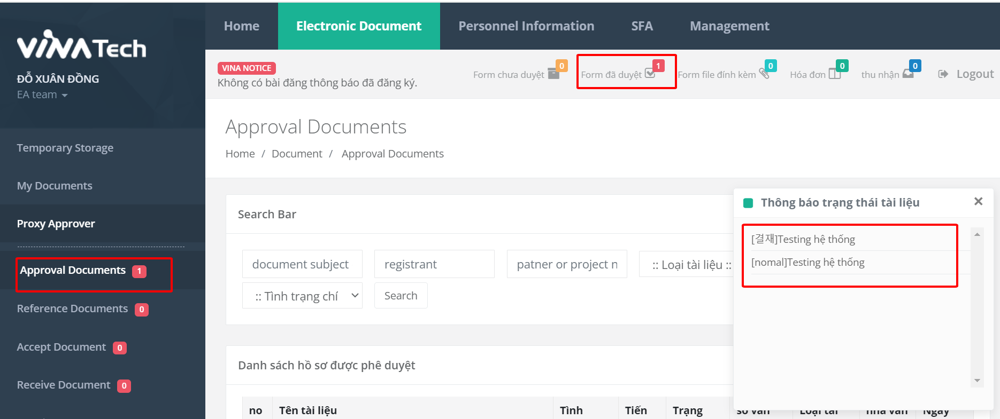 ViNATech
ĐỖ XUÂN ĐỒNG
EA team
Temporary Storage
My Documents
Proxy Approver
Approval Documents 1
Reference Documents 0
Accept Document 0
Receive Document 0
Home Electronic Document Personnel Information SFA Management
VINA NOTICE
Không có bài đăng thông báo đã đăng ký.
Form chưa duyệt 0 Form đã duyệt 1 Form file đính kèm 0 Hóa đơn 0 thu nhận 0 Logout
Approval Documents
Home / Document / Approval Documents
Search Bar
document subject registrant patner or project n :: Loại tài liệu ::
:: Tình trạng chí Search
Danh sách hồ sơ được phê duyệt
no Tên tài liệu Tình Tiến Trạng
Thông báo trạng thái tài liệu ×
[결재]Testing hệ thống
[nomal]Testing hệ thống